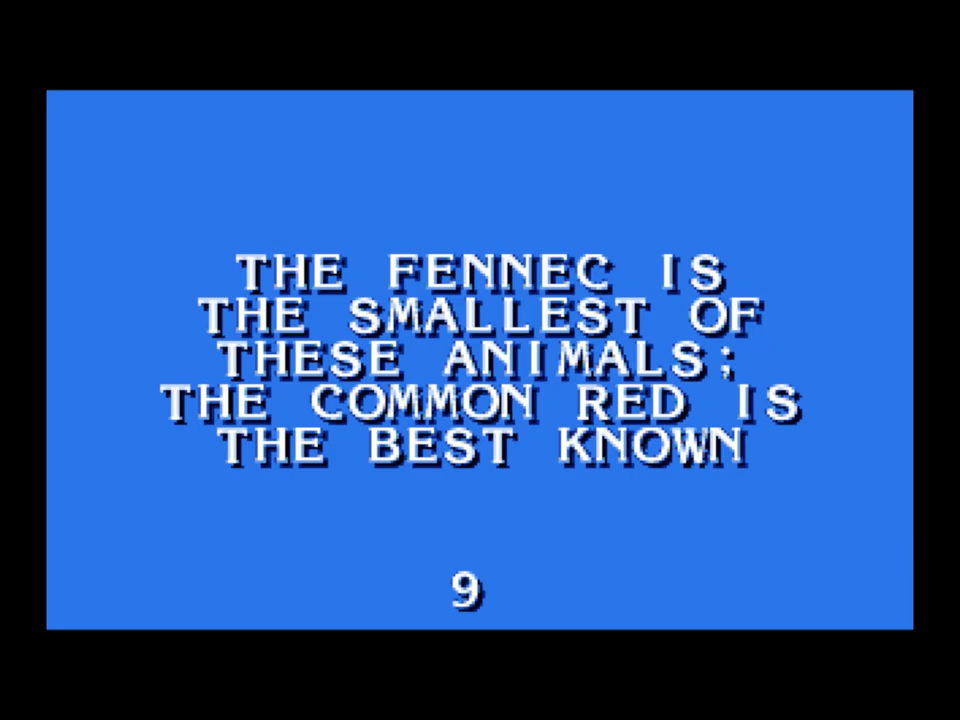 THE FENNEC IS
THE SMALLEST OF
THESE ANIMALS;
THE COMMON RED IS
THE BEST KNOWN
9